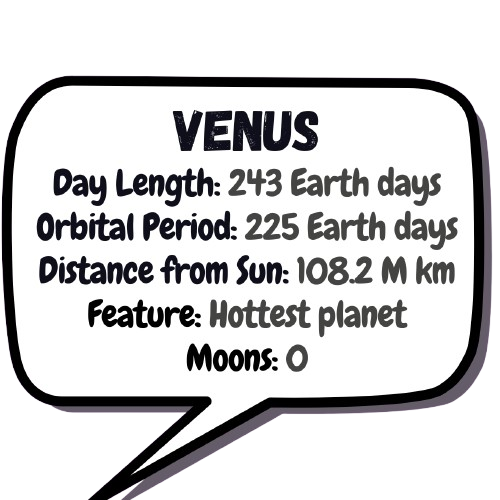 VENUS
Day Length: 243 Earth days
Orbital Period: 225 Earth days
Distance from Sun: 108.2 M km
Feature: Hottest planet
Moons: 0